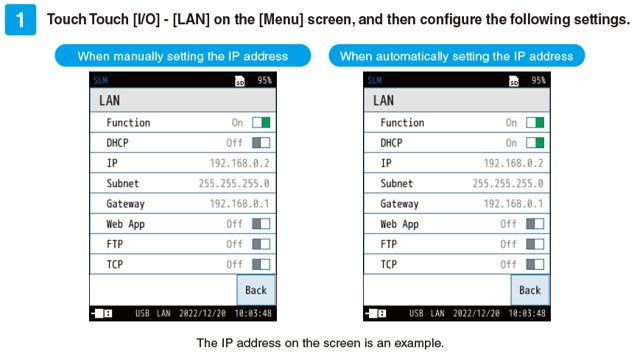 1 Touch Touch [I/O] - [LAN] on the [Menu] screen, and then configure the following settings.
When manually setting the IP address
SLM SD 95%
LAN
Function On
DHCP Off
IP 192.168.0.2
Subnet 255.255.255.0
Gateway 192.168.0.1
Web App Off
FTP Off
TCP Off
Back
USB LAN 2022/12/20 10:03:48
When automatically setting the IP address
SLM SD 95%
LAN
Function On
DHCP On
IP 192.168.0.2
Subnet 255.255.255.0
Gateway 192.168.0.1
Web App Off
FTP Off
TCP Off
Back
USB LAN 2022/12/20 10:03:48
The IP address on the screen is an example.